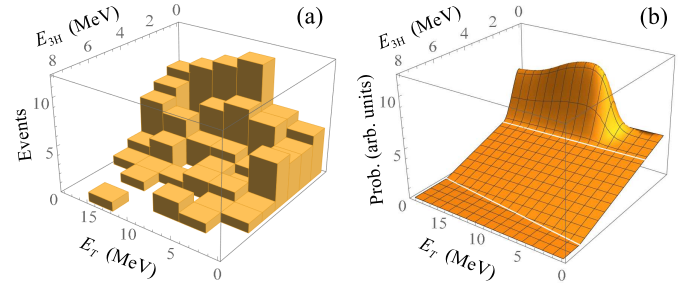 (a)
E3H (MeV)
8 6 4 2 0
10
5
0
Events
15 10 5 0
ET (MeV)
(b)
E3H (MeV)
8 6 4 2 0
10
5
0
Prob. (arb. units)
15 10 5 0
ET (MeV)